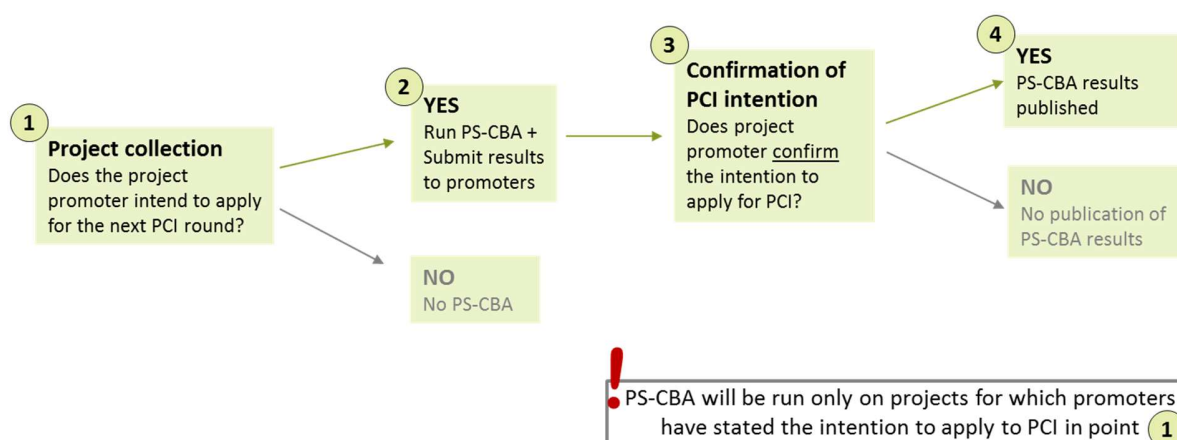 1
Project collection
Does the project
promoter intend to apply
for the next PCI round?
2
YES
Run PS-CBA +
Submit results
to promoters
NO
No PS-CBA
3
Confirmation of
PCI intention
Does project
promoter confirm
the intention to
apply for PCI?
4
YES
PS-CBA results
published
NO
No publication of
PS-CBA results
! PS-CBA will be run only on projects for which promoters
have stated the intention to apply to PCI in point 1